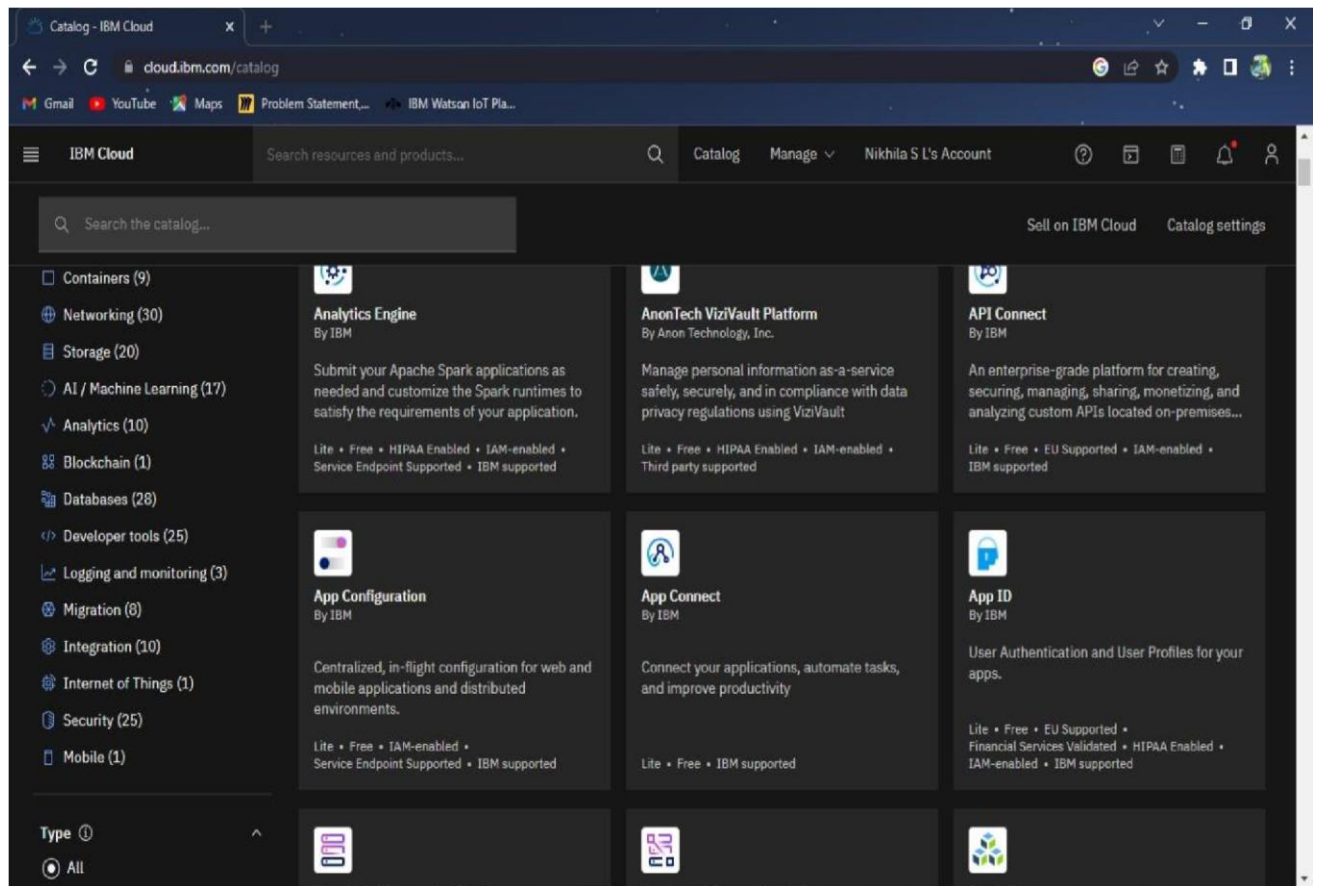 Catalog - IBM Cloud
cloud.ibm.com/catalog
Gmail YouTube Maps Problem Statement,... IBM Watson IoT Pla...
IBM Cloud Search resources and products... Catalog Manage Nikhila S L's Account
Search the catalog... Sell on IBM Cloud Catalog settings
Containers (9)
Networking (30)
Storage (20)
AI / Machine Learning (17)
Analytics (10)
Blockchain (1)
Databases (28)
Developer tools (25)
Logging and monitoring (3)
Migration (8)
Integration (10)
Internet of Things (1)
Security (25)
Mobile (1)
Type
All
Analytics Engine
By IBM
Submit your Apache Spark applications as
needed and customize the Spark runtimes to
satisfy the requirements of your application.
Lite • Free • HIPAA Enabled • IAM-enabled •
Service Endpoint Supported • IBM supported
AnonTech ViziVault Platform
By Anon Technology, Inc.
Manage personal information as-a-service
safely, securely, and in compliance with data
privacy regulations using ViziVault
Lite • Free • HIPAA Enabled • IAM-enabled •
Third party supported
API Connect
By IBM
An enterprise-grade platform for creating,
securing, managing, sharing, monetizing, and
analyzing custom APIs located on-premises...
Lite • Free • EU Supported • IAM-enabled •
IBM supported
App Configuration
By IBM
Centralized, in-flight configuration for web and
mobile applications and distributed
environments.
Lite • Free • IAM-enabled •
Service Endpoint Supported • IBM supported
App Connect
By IBM
Connect your applications, automate tasks,
and improve productivity
Lite • Free • IBM supported
App ID
By IBM
User Authentication and User Profiles for your
apps.
Lite • Free • EU Supported •
Financial Services Validated • HIPAA Enabled •
IAM-enabled • IBM supported